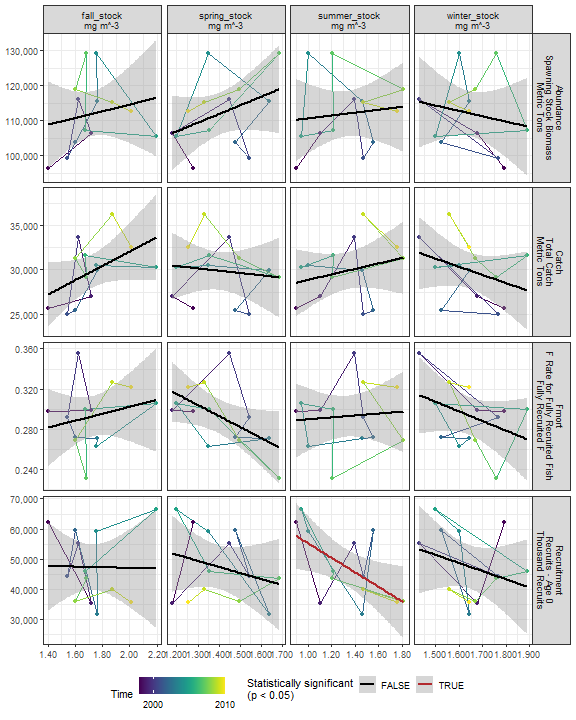 fall_stock
mg m^-3
spring_stock
mg m^-3
summer_stock
mg m^-3
winter_stock
mg m^-3
130,000
120,000
110,000
100,000
Abundance
Spawning Stock Biomass
Metric Tons
35,000
30,000
25,000
Catch
Total Catch
Metric Tons
0.360
0.320
0.280
0.240
Fmort
F Rate for Fully Recruited Fish
Fully Recruited F
70,000
60,000
50,000
40,000
30,000
Recruitment
Recruits - Age 0
Thousand Recruits
1.40 1.60 1.80 2.00 2.20
1.200 1.300 1.400 1.500 1.600 1.700
1.00 1.20 1.40 1.60 1.80
1.500 1.600 1.700 1.800 1.900
Time
2000 2010
Statistically significant
(p < 0.05)
FALSE
TRUE